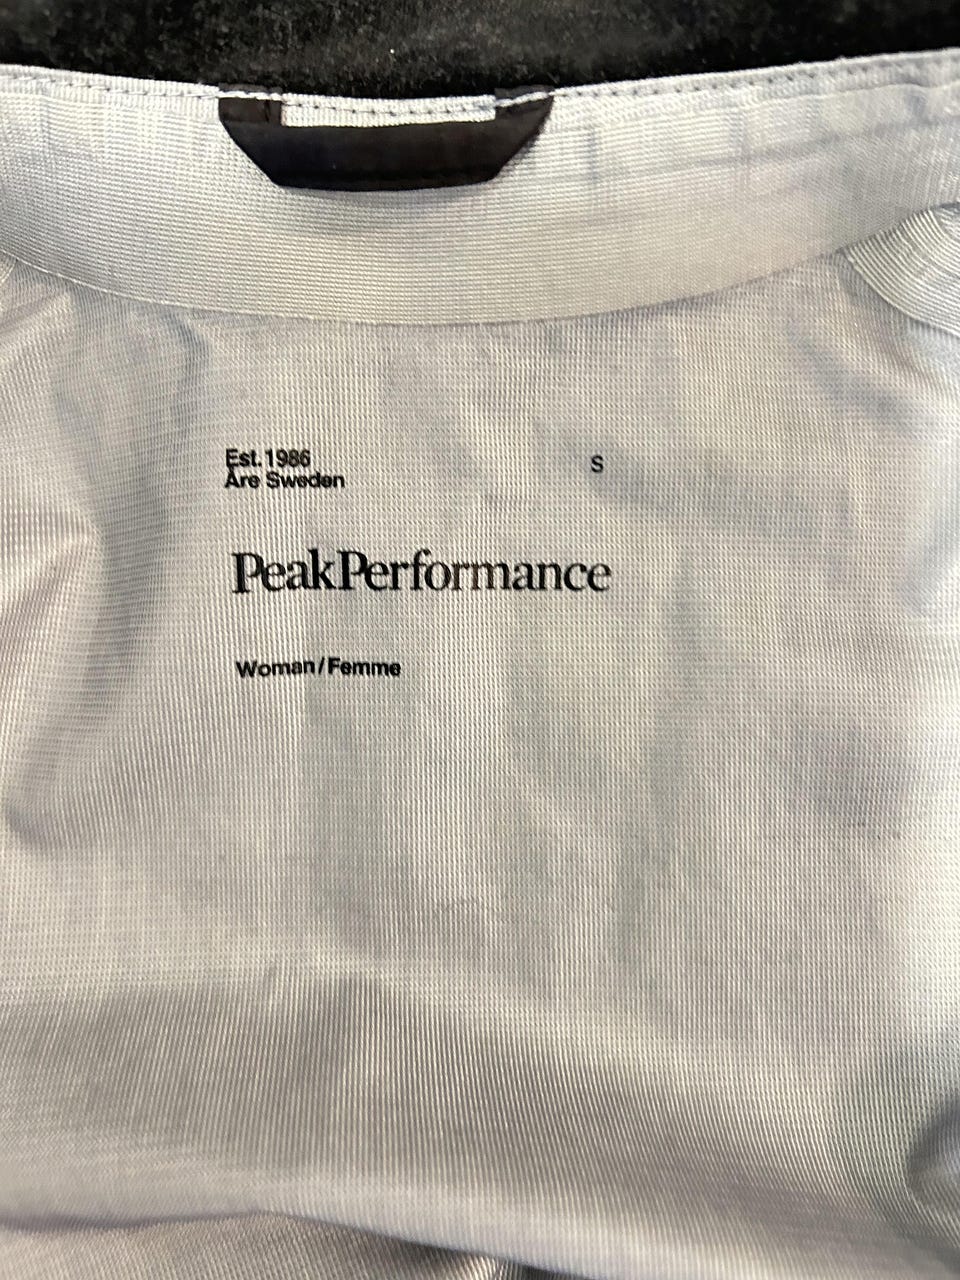 Est. 1986
Åre Sweden
S
PeakPerformance
Woman/Femme